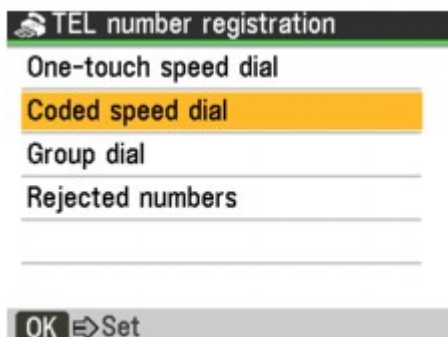 TEL number registration
One-touch speed dial
Coded speed dial
Group dial
Rejected numbers
OK Set